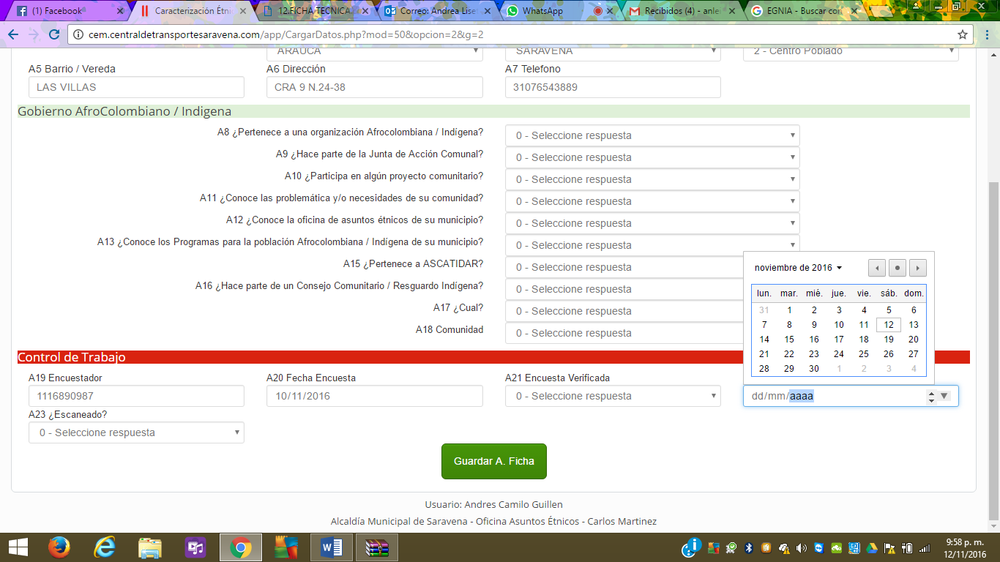 (1) Facebook
Caracterización Étni
12.FICHA TECNICA
Correo: Andrea Lise
WhatsApp
Recibidos (4) - anle
EGNIA - Buscar con
cem.centraldetransportesaravena.com/app/CargarDatos.php?mod=50&opcion=2&g=2
ARAUCA
SARAVENA
2 - Centro Poblado
A5 Barrio / Vereda
A6 Dirección
A7 Telefono
LAS VILLAS
CRA 9 N.24-38
31076543889
Gobierno AfroColombiano / Indigena
A8 ¿Pertenece a una organización Afrocolombiana / Indígena?
0 - Seleccione respuesta
A9 ¿Hace parte de la Junta de Acción Comunal?
0 - Seleccione respuesta
A10 ¿Participa en algún proyecto comunitario?
0 - Seleccione respuesta
A11 ¿Conoce las problemática y/o necesidades de su comunidad?
0 - Seleccione respuesta
A12 ¿Conoce la oficina de asuntos étnicos de su municipio?
0 - Seleccione respuesta
A13 ¿Conoce los Programas para la población Afrocolombiana / Indígena de su municipio?
0 - Seleccione respuesta
A15 ¿Pertenece a ASCATIDAR?
0 - Seleccione respuesta
A16 ¿Hace parte de un Consejo Comunitario / Resguardo Indígena?
0 - Seleccione respuesta
A17 ¿Cual?
0 - Seleccione respuesta
A18 Comunidad
0 - Seleccione respuesta
noviembre de 2016
lun. mar. mié. jue. vie. sáb. dom.
31 1 2 3 4 5 6
7 8 9 10 11 12 13
14 15 16 17 18 19 20
21 22 23 24 25 26 27
28 29 30 1 2 3 4
Control de Trabajo
A19 Encuestador
A20 Fecha Encuesta
A21 Encuesta Verificada
1116890987
10/11/2016
0 - Seleccione respuesta
dd/mm/aaaa
A23 ¿Escaneado?
0 - Seleccione respuesta
Guardar A. Ficha
Usuario: Andres Camilo Guillen
Alcaldía Municipal de Saravena - Oficina Asuntos Étnicos - Carlos Martinez
9:58 p. m.
12/11/2016